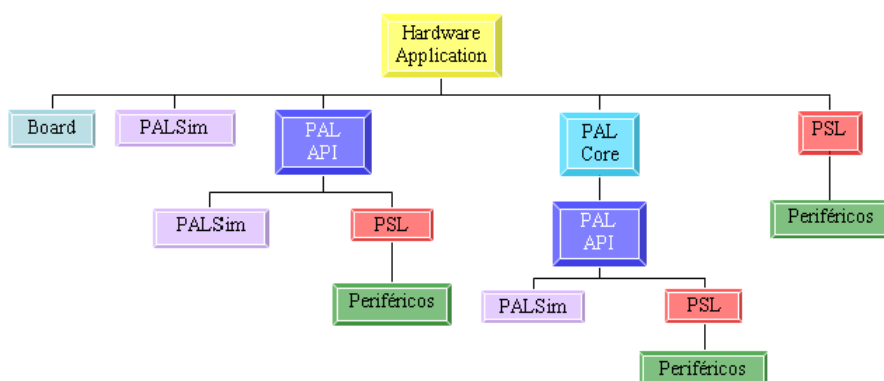 Hardware
Application
Board
PALSim
PAL
API
PAL
Core
PSL
PALSim
PSL
PAL
API
Periféricos
Periféricos
PALSim
PSL
Periféricos